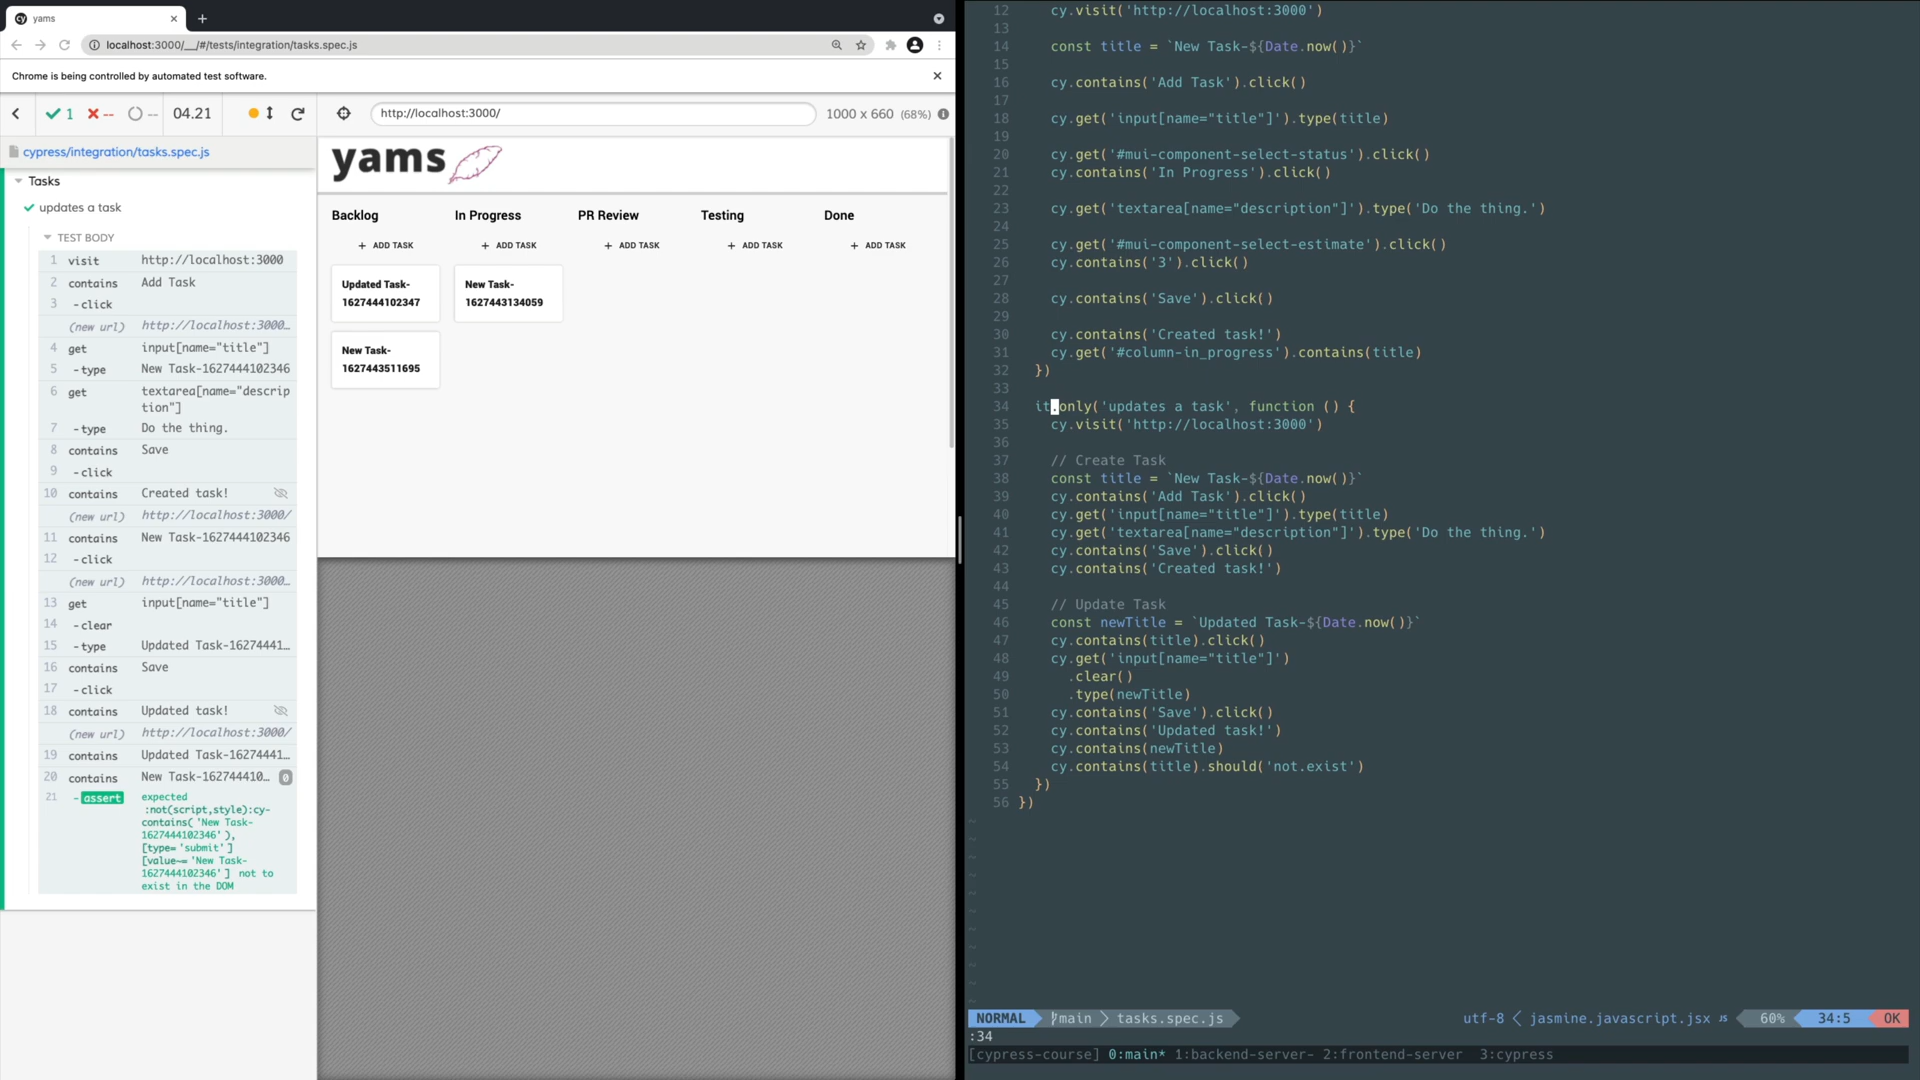 yams
localhost:3000/__/#/tests/integration/tasks.spec.js
Chrome is being controlled by automated test software.
1 -- -- 04.21
http://localhost:3000/
1000 x 660 (68%)
cypress/integration/tasks.spec.js
Tasks
updates a task
TEST BODY
1 visit http://localhost:3000
2 contains Add Task
3 -click
(new url) http://localhost:3000…
4 get input[name="title"]
5 -type New Task-1627444102346
6 get textarea[name="descrip
tion"]
7 -type Do the thing.
8 contains Save
9 -click
10 contains Created task!
(new url) http://localhost:3000/
11 contains New Task-1627444102346
12 -click
(new url) http://localhost:3000…
13 get input[name="title"]
14 -clear
15 -type Updated Task-16274441…
16 contains Save
17 -click
18 contains Updated task!
(new url) http://localhost:3000/
19 contains Updated Task-16274441…
20 contains New Task-162744410… 0
21 -assert expected
:not(script,style):cy-
contains('New Task-
1627444102346'),
[type='submit']
[value~='New Task-
1627444102346'] not to
exist in the DOM
yams
Backlog In Progress PR Review Testing Done
+ ADD TASK + ADD TASK + ADD TASK + ADD TASK + ADD TASK
Updated Task-
1627444102347
New Task-
1627443134059
New Task-
1627443511695
12 cy.visit('http://localhost:3000')
13
14 const title = `New Task-${Date.now()}`
15
16 cy.contains('Add Task').click()
17
18 cy.get('input[name="title"]').type(title)
19
20 cy.get('#mui-component-select-status').click()
21 cy.contains('In Progress').click()
22
23 cy.get('textarea[name="description"]').type('Do the thing.')
24
25 cy.get('#mui-component-select-estimate').click()
26 cy.contains('3').click()
27
28 cy.contains('Save').click()
29
30 cy.contains('Created task!')
31 cy.get('#column-in_progress').contains(title)
32 })
33
34 it.only('updates a task', function () {
35 cy.visit('http://localhost:3000')
36
37 // Create Task
38 const title = `New Task-${Date.now()}`
39 cy.contains('Add Task').click()
40 cy.get('input[name="title"]').type(title)
41 cy.get('textarea[name="description"]').type('Do the thing.')
42 cy.contains('Save').click()
43 cy.contains('Created task!')
44
45 // Update Task
46 const newTitle = `Updated Task-${Date.now()}`
47 cy.contains(title).click()
48 cy.get('input[name="title"]')
49 .clear()
50 .type(newTitle)
51 cy.contains('Save').click()
52 cy.contains('Updated task!')
53 cy.contains(newTitle)
54 cy.contains(title).should('not.exist')
55 })
56 })
~
~
~
~
~
~
~
~
~
~
~
NORMAL main tasks.spec.js utf-8 jasmine.javascript.jsx JS 60% 34:5 OK
:34
[cypress-course] 0:main* 1:backend-server- 2:frontend-server 3:cypress